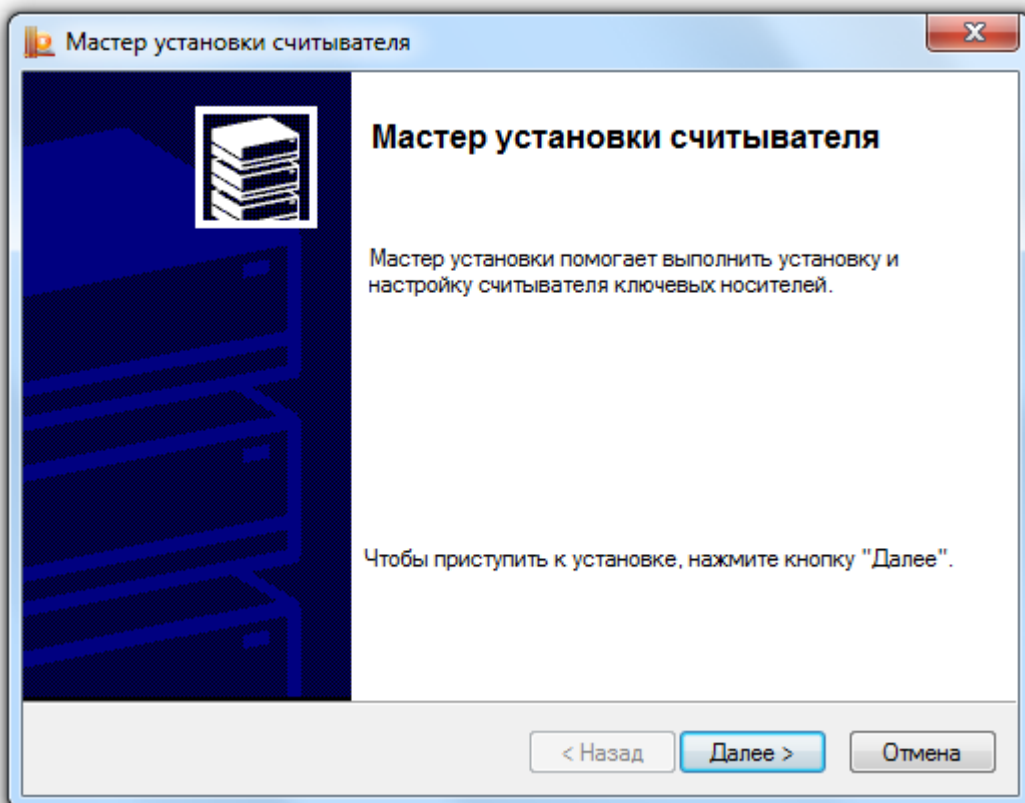 Мастер установки считывателя
Мастер установки считывателя
Мастер установки помогает выполнить установку и
настройку считывателя ключевых носителей.
Чтобы приступить к установке, нажмите кнопку "Далее".
< Назад
Далее >
Отмена